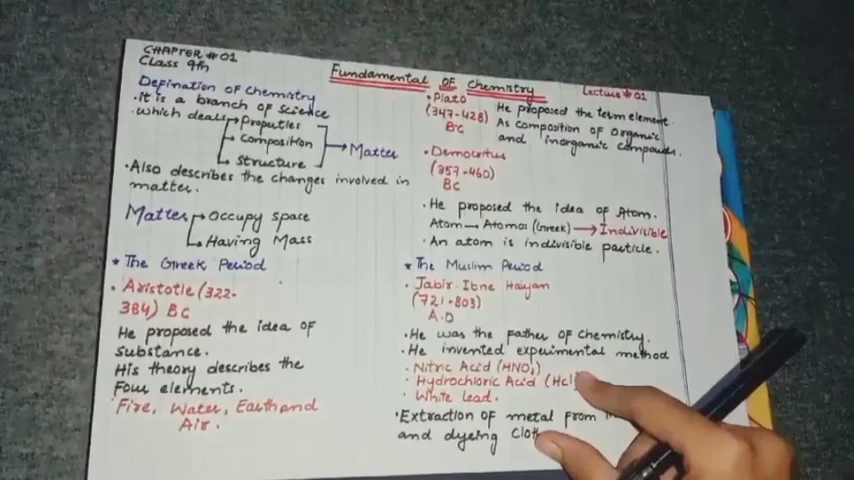 CHAPTER # 01
Class 9th
Fundamental OF Chemistry
Lecture # 01
Defination of Chemistry
. It is a branch of Science
. which deals → Properties
→ Composition
→ Structure
→ Matter
. Also describes the changes involved in
matter.
Matter → Occupy space
→ Having Mass
* The Greek Period
. Aristotle (322-
384) BC
He proposed the idea of
substance.
His theory describes the
Four elements.
Fire, Water, Earth and
Air.
. Plato
(347-428)
BC
He proposed the term element.
As composition of organic
and inorganic compounds.
. Democritus
(357-460)
BC
. He proposed the idea of Atom.
Atom → Atomos (Greek) → Indivisible
. An atom is indivisible particle.
* The Muslim Period
. Jabir Ibne Haiyan
(721-803)
A.D
. He was the father of chemistry.
. He invented experimental method
. Nitric Acid (HNO₃)
. Hydrochloric Acid (HCl
. White Lead.
. Extraction of metal from
and dyeing